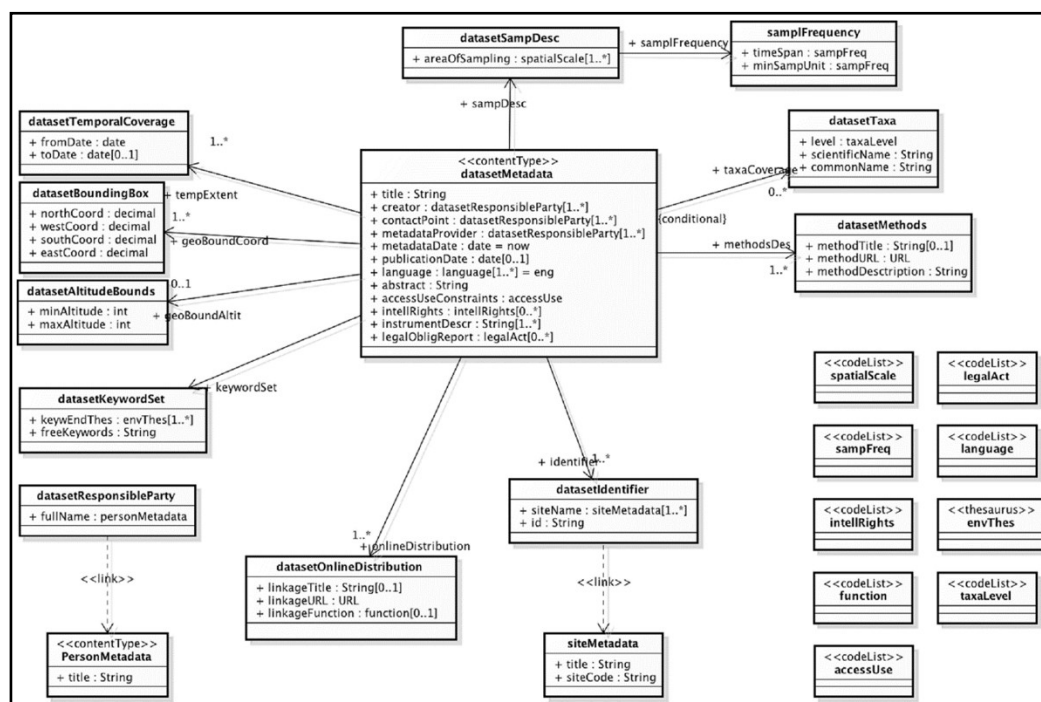 datasetSampDesc
+ areaOfSampling : spatialScale[1..*]
+ samplFrequency
samplFrequency
+ timeSpan : sampFreq
+ minSampUnit : sampFreq
+ sampDesc
datasetTemporalCoverage
+ fromDate : date
+ toDate : date[0..1]
1..*
+ tempExtent
datasetBoundingBox
+ northCoord : decimal
+ westCoord : decimal
+ southCoord : decimal
+ eastCoord : decimal
1..*
+ geoBoundCoord
datasetAltitudeBounds
+ minAltitude : int
+ maxAltitude : int
0..1
+ geoBoundAltit
<<contentType>>
datasetMetadata
+ title : String
+ creator : datasetResponsibleParty[1..*]
+ contactPoint : datasetResponsibleParty[1..*]
+ metadataProvider : datasetResponsibleParty[1..*]
+ metadataDate : date = now
+ publicationDate : date[0..1]
+ language : language[1..*] = eng
+ abstract : String
+ accessUseConstraints : accessUse
+ intellRights : intellRights[0..*]
+ instrumentDescr : String[1..*]
+ legalObligReport : legalAct[0..*]
datasetTaxa
+ level : taxaLevel
+ scientificName : String
+ commonName : String
+ taxaCoverage
0..*
{conditional}
datasetMethods
+ methodTitle : String[0..1]
+ methodURL : URL
+ methodDesctription : String
+ methodsDes
1..*
datasetKeywordSet
+ keywEndThes : envThes[1..*]
+ freeKeywords : String
+ keywordSet
datasetResponsibleParty
+ fullName : personMetadata
<<link>>
<<contentType>>
PersonMetadata
+ title : String
1..*
+ onlineDistribution
datasetOnlineDistribution
+ linkageTitle : String[0..1]
+ linkageURL : URL
+ linkageFunction : function[0..1]
+ identifier
1..*
datasetIdentifier
+ siteName : siteMetadata[1..*]
+ id : String
<<link>>
siteMetadata
+ title : String
+ siteCode : String
<<codeList>>
spatialScale
<<codeList>>
legalAct
<<codeList>>
sampFreq
<<codeList>>
language
<<codeList>>
intellRights
<<thesaurus>>
envThes
<<codeList>>
function
<<codeList>>
taxaLevel
<<codeList>>
accessUse